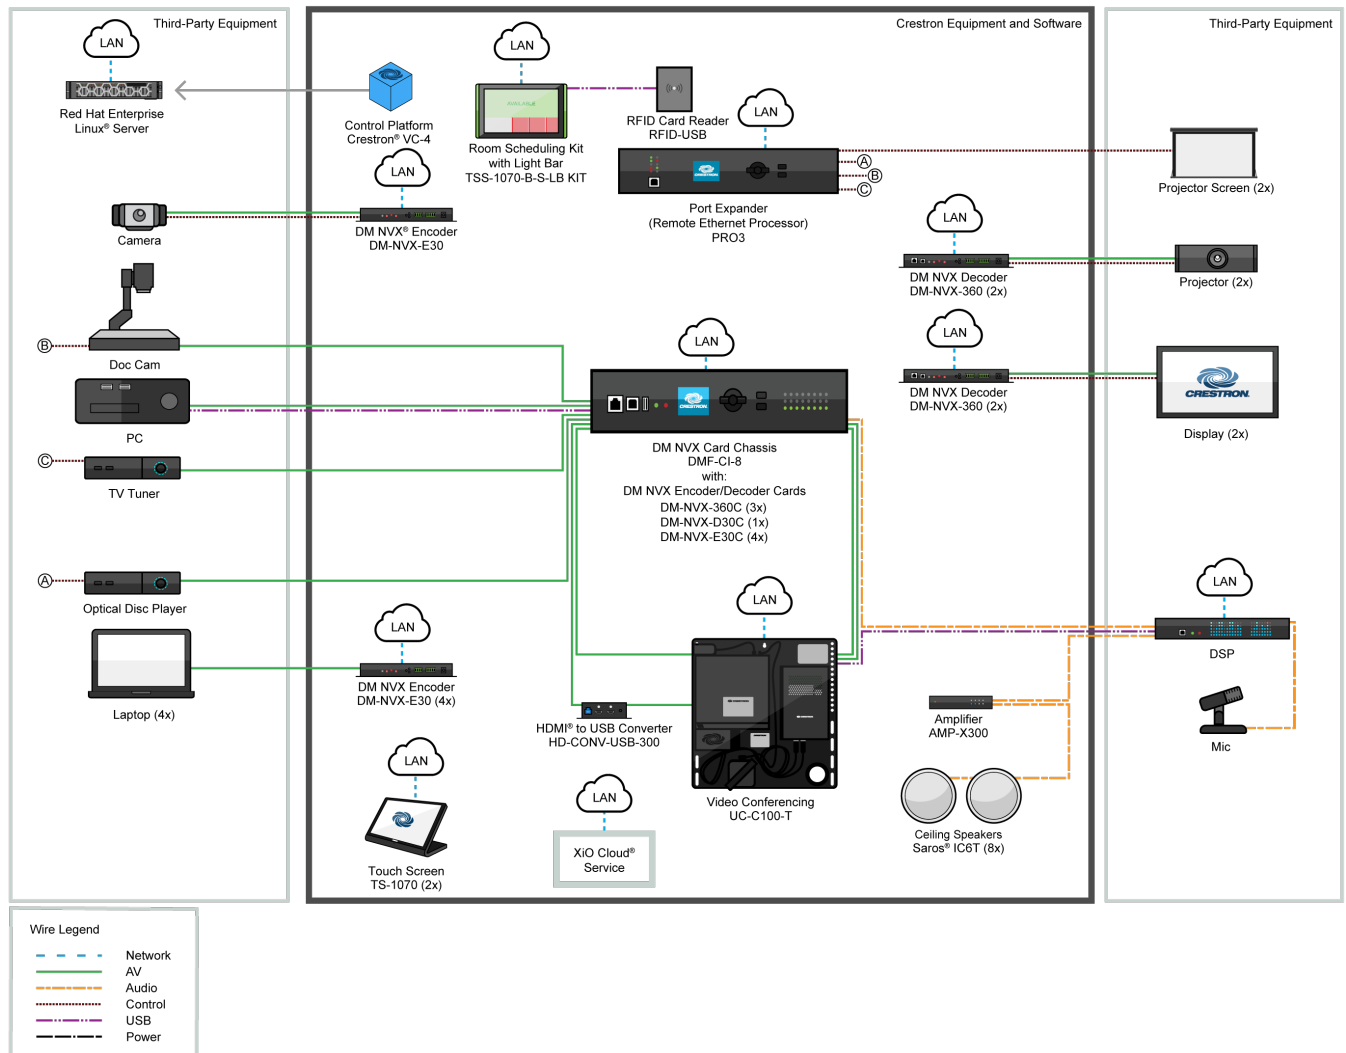 Third-Party Equipment
LAN
Red Hat Enterprise
Linux® Server
Camera
B
Doc Cam
PC
C
TV Tuner
A
Optical Disc Player
Laptop (4x)
Crestron Equipment and Software
Control Platform
Crestron® VC-4
LAN
AVAILABLE
Room Scheduling Kit
with Light Bar
TSS-1070-B-S-LB KIT
RFID Card Reader
RFID-USB
LAN
CRESTRON
A
B
C
Port Expander
(Remote Ethernet Processor)
PRO3
LAN
DM NVX® Encoder
DM-NVX-E30
LAN
DM NVX Decoder
DM-NVX-360 (2x)
LAN
DM NVX Decoder
DM-NVX-360 (2x)
LAN
CRESTRON
DM NVX Card Chassis
DMF-CI-8
with:
DM NVX Encoder/Decoder Cards
DM-NVX-360C (3x)
DM-NVX-D30C (1x)
DM-NVX-E30C (4x)
LAN
DM NVX Encoder
DM-NVX-E30 (4x)
HDMI® to USB Converter
HD-CONV-USB-300
LAN
Video Conferencing
UC-C100-T
Amplifier
AMP-X300
Ceiling Speakers
Saros® IC6T (8x)
LAN
Touch Screen
TS-1070 (2x)
LAN
XiO Cloud®
Service
Third-Party Equipment
Projector Screen (2x)
Projector (2x)
CRESTRON
Display (2x)
LAN
DSP
Mic
Wire Legend
Network
AV
Audio
Control
USB
Power